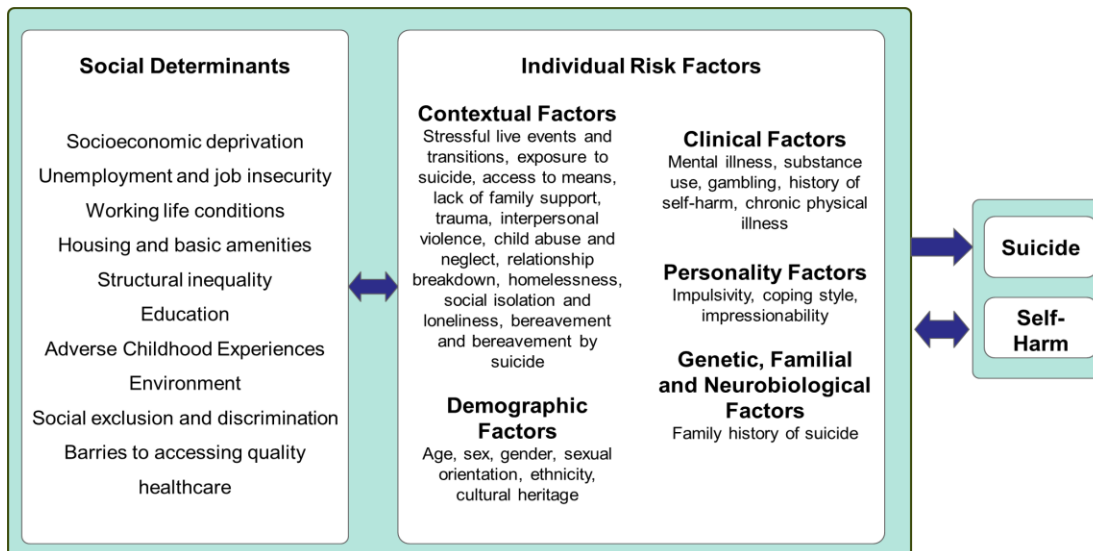 Social Determinants
Socioeconomic deprivation
Unemployment and job insecurity
Working life conditions
Housing and basic amenities
Structural inequality
Education
Adverse Childhood Experiences
Environment
Social exclusion and discrimination
Barriers to accessing quality
healthcare
Individual Risk Factors
Contextual Factors
Stressful live events and
transitions, exposure to
suicide, access to means,
lack of family support,
trauma, interpersonal
violence, child abuse and
neglect, relationship
breakdown, homelessness,
social isolation and
loneliness, bereavement
and bereavement by
suicide
Demographic
Factors
Age, sex, gender, sexual
orientation, ethnicity,
cultural heritage
Clinical Factors
Mental illness, substance
use, gambling, history of
self-harm, chronic physical
illness
Personality Factors
Impulsivity, coping style,
impressionability
Genetic, Familial
and Neurobiological
Factors
Family history of suicide
Suicide
Self-
Harm